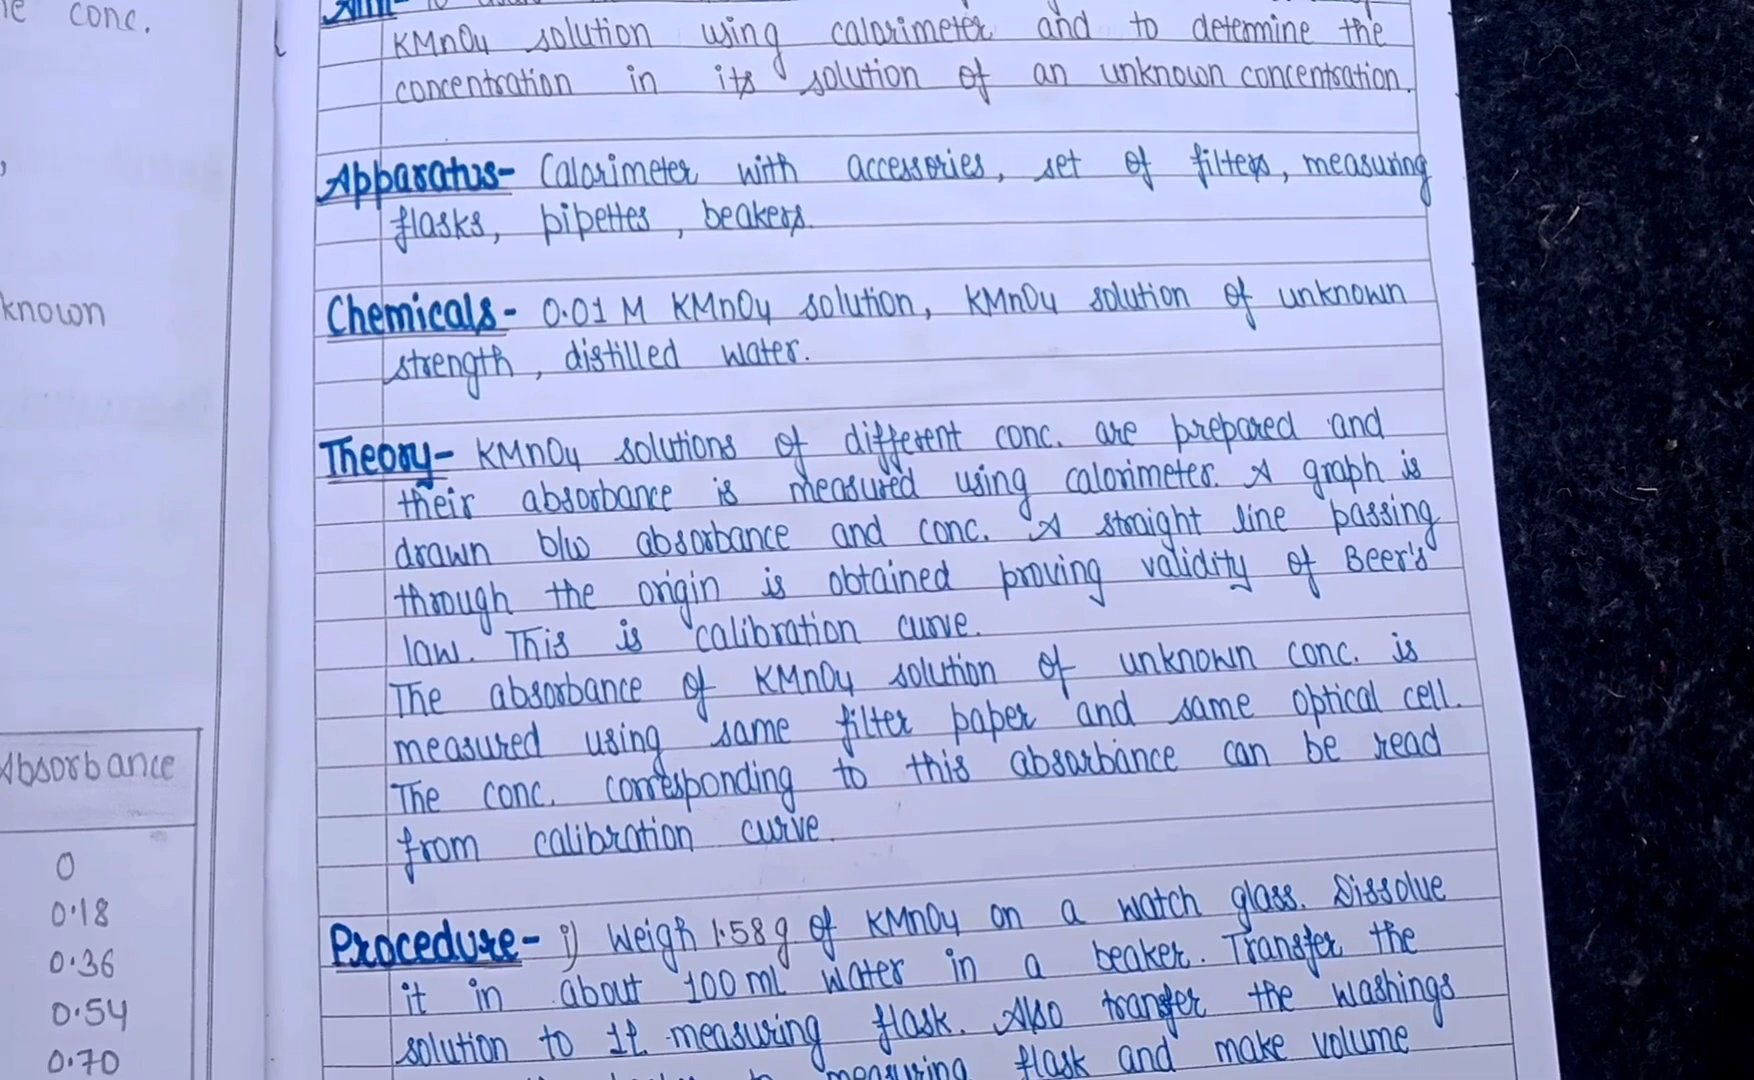 conc.
known
Absorbance
0
0.18
0.36
0.54
0.70
Aim-
KMnO4 solution using calorimeter and to determine the
concentration in its solution of an unknown concentration.
Apparatus- Calorimeter with accessories, set of filters, measuring
flasks, pipettes, beakers.
Chemicals- 0.01 M KMnO4 solution, KMnO4 solution of unknown
strength, distilled water.
Theory- KMnO4 solutions of different conc. are prepared and
their absorbance is measured using calorimeter. A graph is
drawn b/w absorbance and conc. A straight line passing
through the origin is obtained proving validity of Beer's
law. This is calibration curve.
The absorbance of KMnO4 solution of unknown conc. is
measured using same filter paper and same optical cell.
The conc. corresponding to this absorbance can be read
from calibration curve.
Procedure- i) Weigh 1.58 g of KMnO4 on a watch glass. Dissolve
it in about 100 ml water in a beaker. Transfer the
solution to 1L measuring flask. Also transfer the washings
measuring flask and make volume